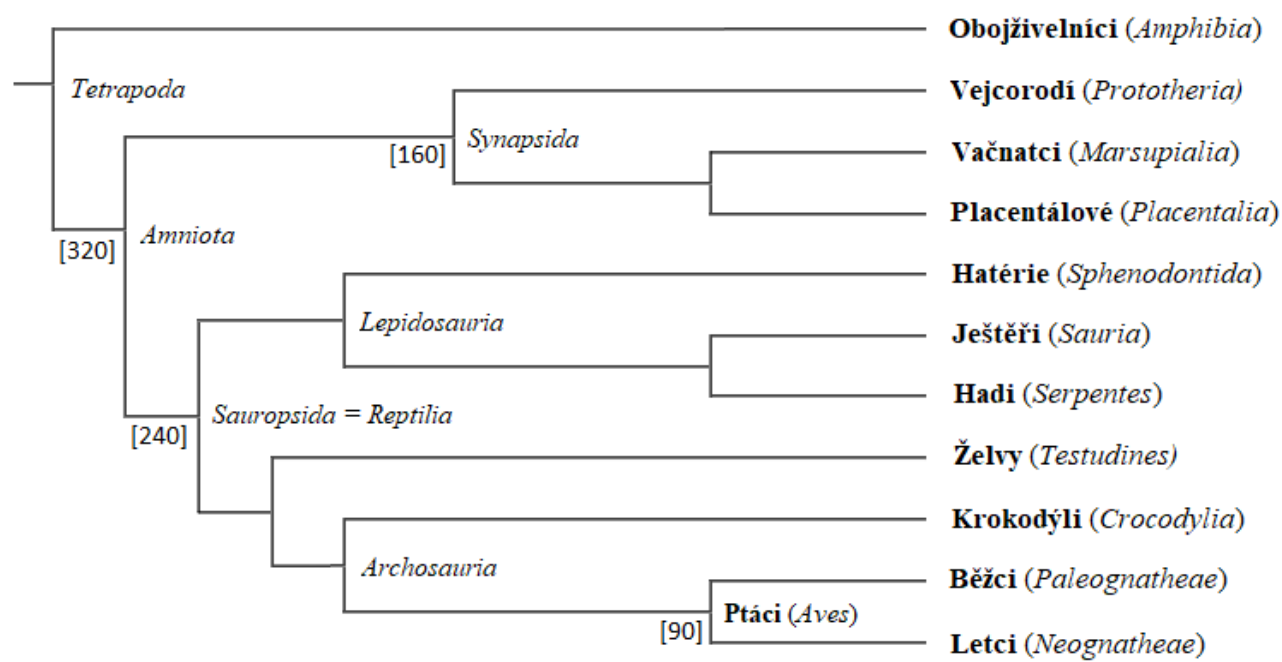 Obojživelníci (Amphibia)
Tetrapoda
Vejcorodí (Prototheria)
Synapsida
[160]
Vačnatci (Marsupialia)
Placentálové (Placentalia)
Amniota
[320]
Hatérie (Sphenodontida)
Lepidosauria
Ještěři (Sauria)
Hadi (Serpentes)
Sauropsida = Reptilia
[240]
Želvy (Testudines)
Krokodýli (Crocodylia)
Archosauria
Běžci (Paleognatheae)
Ptáci (Aves)
[90]
Letci (Neognatheae)